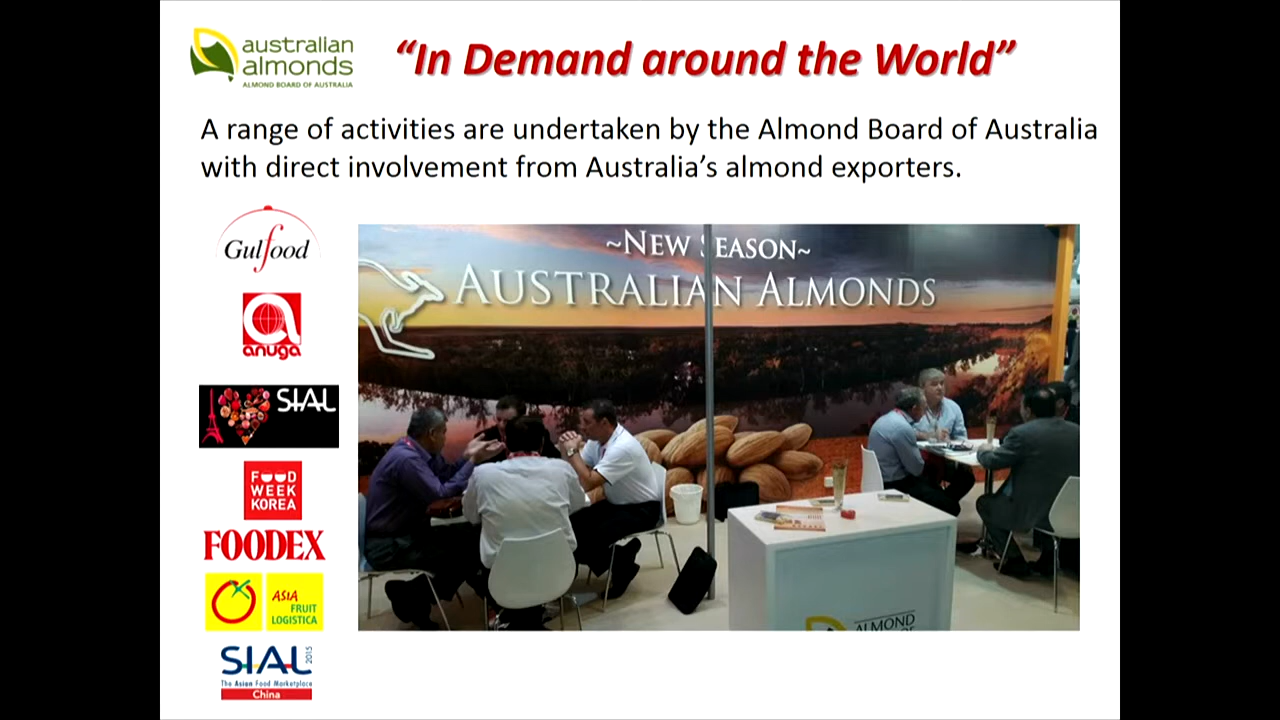 australian
almonds
ALMOND BOARD OF AUSTRALIA
“In Demand around the World”
A range of activities are undertaken by the Almond Board of Australia
with direct involvement from Australia’s almond exporters.
Gulfood
anuga
SIAL
FOOD
WEEK
KOREA
FOODEX
ASIA
FRUIT
LOGISTICA
SIAL 2015
The Asian Food Marketplace
China
~NEW SEASON~
AUSTRALIAN ALMONDS
ALMOND